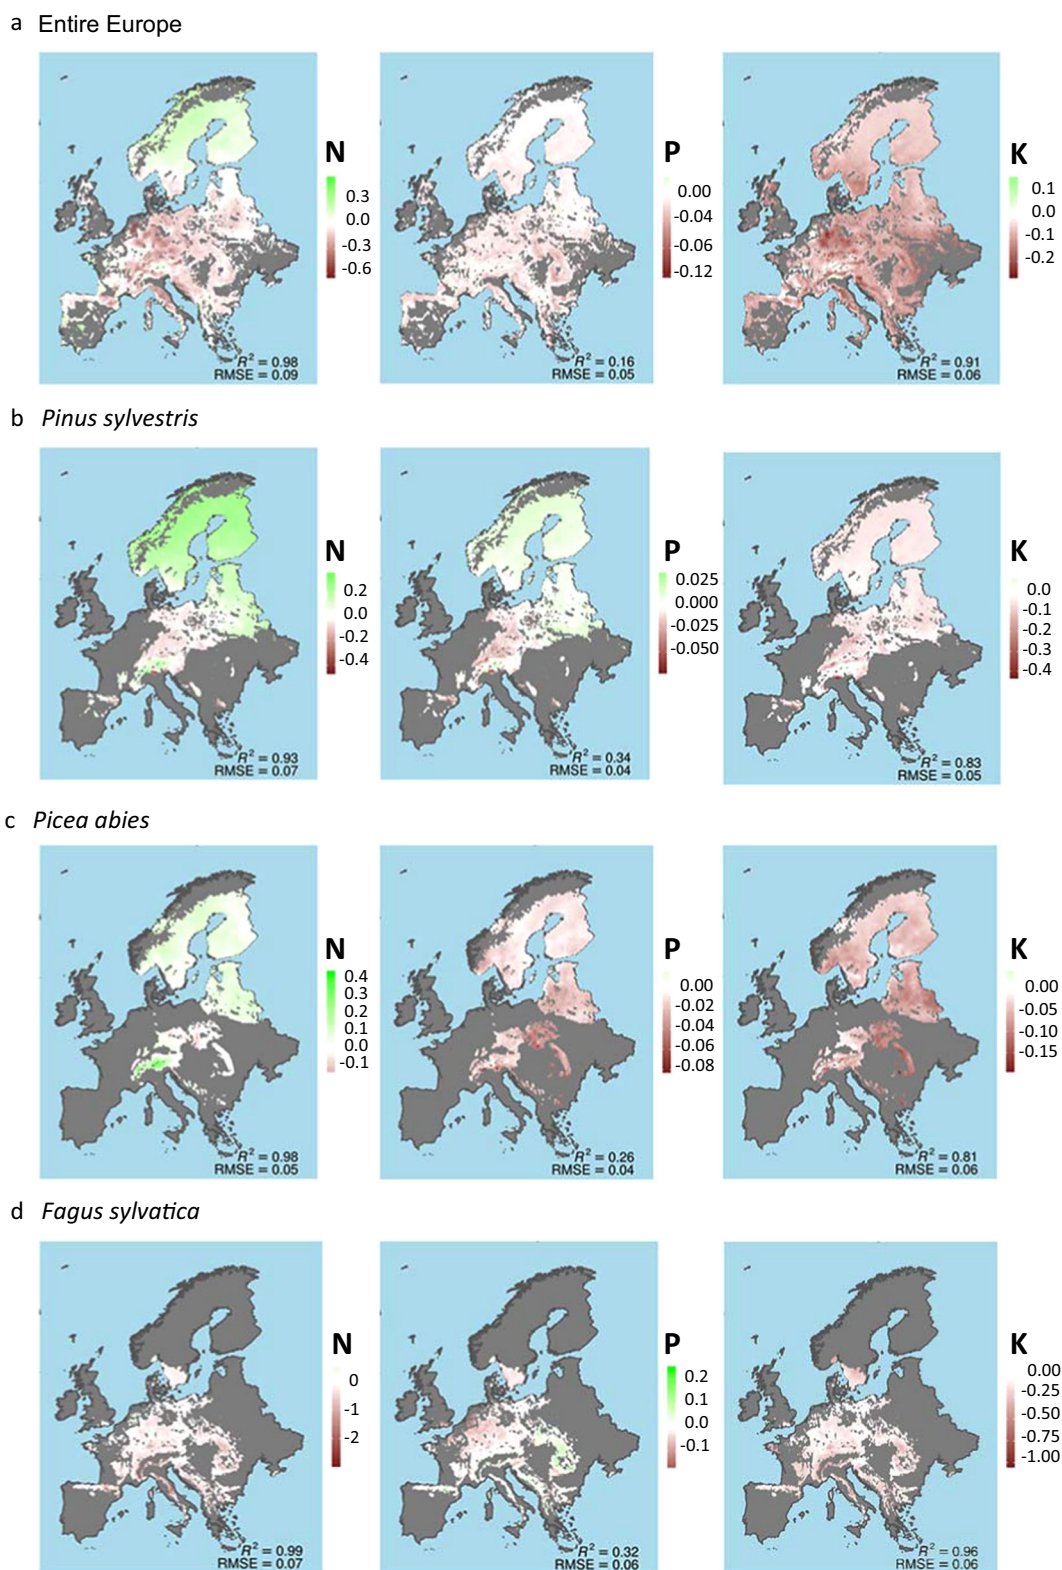 a Entire Europe
N
0.3
0.0
-0.3
-0.6
R² = 0.98
RMSE = 0.09
P
0.00
-0.04
-0.06
-0.12
R² = 0.16
RMSE = 0.05
K
0.1
0.0
-0.1
-0.2
R² = 0.91
RMSE = 0.06
b Pinus sylvestris
N
0.2
0.0
-0.2
-0.4
R² = 0.93
RMSE = 0.07
P
0.025
0.000
-0.025
-0.050
R² = 0.34
RMSE = 0.04
K
0.0
-0.1
-0.2
-0.3
-0.4
R² = 0.83
RMSE = 0.05
c Picea abies
N
0.4
0.3
0.2
0.1
0.0
-0.1
R² = 0.98
RMSE = 0.05
P
0.00
-0.02
-0.04
-0.06
-0.08
R² = 0.26
RMSE = 0.04
K
0.00
-0.05
-0.10
-0.15
R² = 0.81
RMSE = 0.06
d Fagus sylvatica
N
0
-1
-2
R² = 0.99
RMSE = 0.07
P
0.2
0.1
0.0
-0.1
R² = 0.32
RMSE = 0.06
K
0.00
-0.25
-0.50
-0.75
-1.00
R² = 0.96
RMSE = 0.06